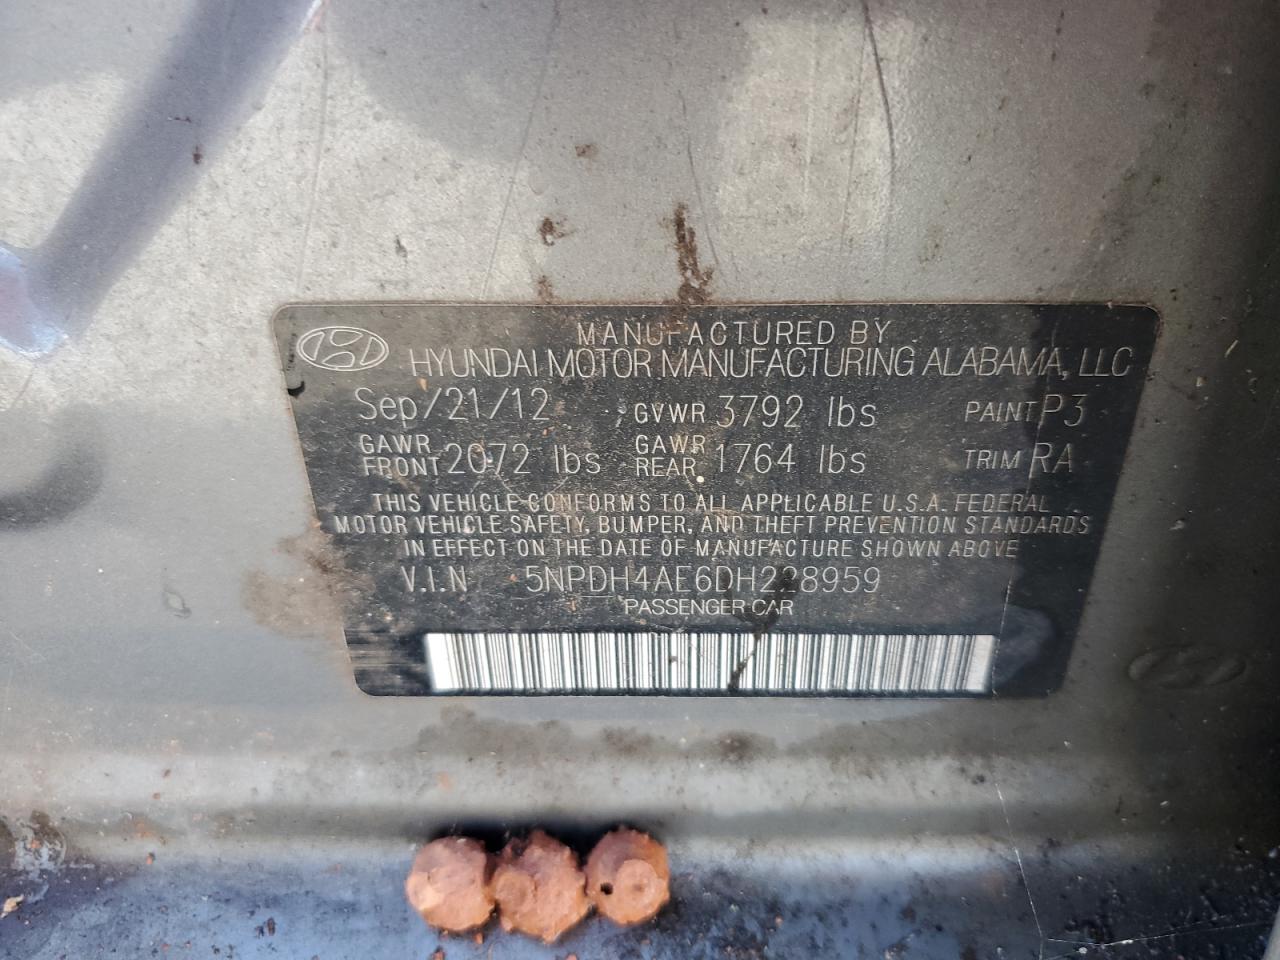 MANUFACTURED BY
HYUNDAI MOTOR MANUFACTURING ALABAMA, LLC
Sep/21/12 GVWR 3792 lbs PAINT P3
GAWR FRONT 2072 lbs GAWR REAR 1764 lbs TRIM RA
THIS VEHICLE CONFORMS TO ALL APPLICABLE U.S.A. FEDERAL
MOTOR VEHICLE SAFETY, BUMPER, AND THEFT PREVENTION STANDARDS
IN EFFECT ON THE DATE OF MANUFACTURE SHOWN ABOVE
V.I.N 5NPDH4AE6DH228959
PASSENGER CAR